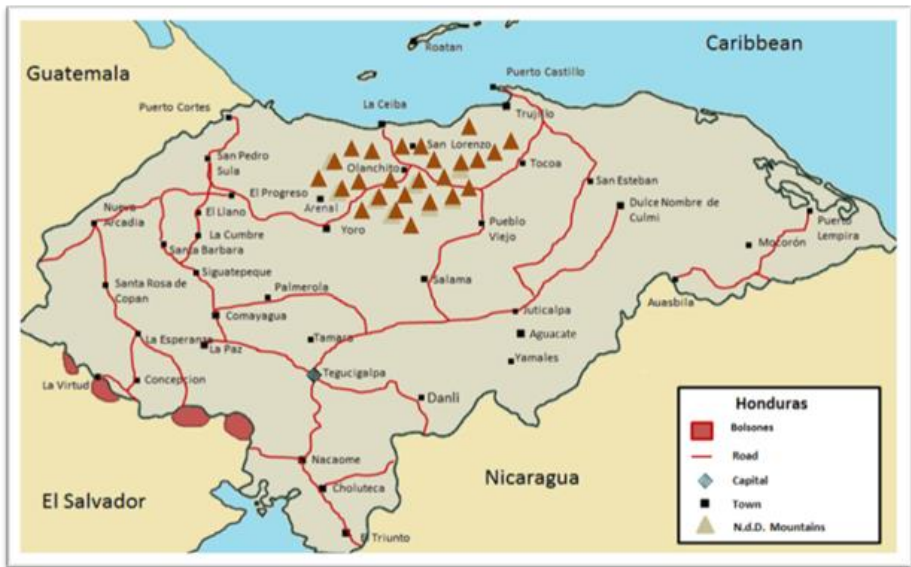 Caribbean
Roatan
Guatemala
Puerto Castillo
La Ceiba
Puerto Cortes
Trujillo
San Lorenzo
San Pedro
Sula
Olanchito
Tocoa
El Progreso
San Esteban
Nueva
Arcadia
Arenal
El Llano
Dulce Nombre de
Culmi
Pueblo
Viejo
Puerto
Lempira
La Cumbre
Yoro
Santa Barbara
Mocorón
Siguatepeque
Salama
Santa Rosa de
Copan
Palmerola
Auasbila
Comayagua
Juticalpa
La Esperanza
Tamara
Aguacate
La Paz
Yamales
Tegucigalpa
La Virtud
Concepcion
Danli
Honduras
Bolsones
Road
Capital
Town
N.d.D. Mountains
Nacaome
Nicaragua
El Salvador
Choluteca
El Triunto